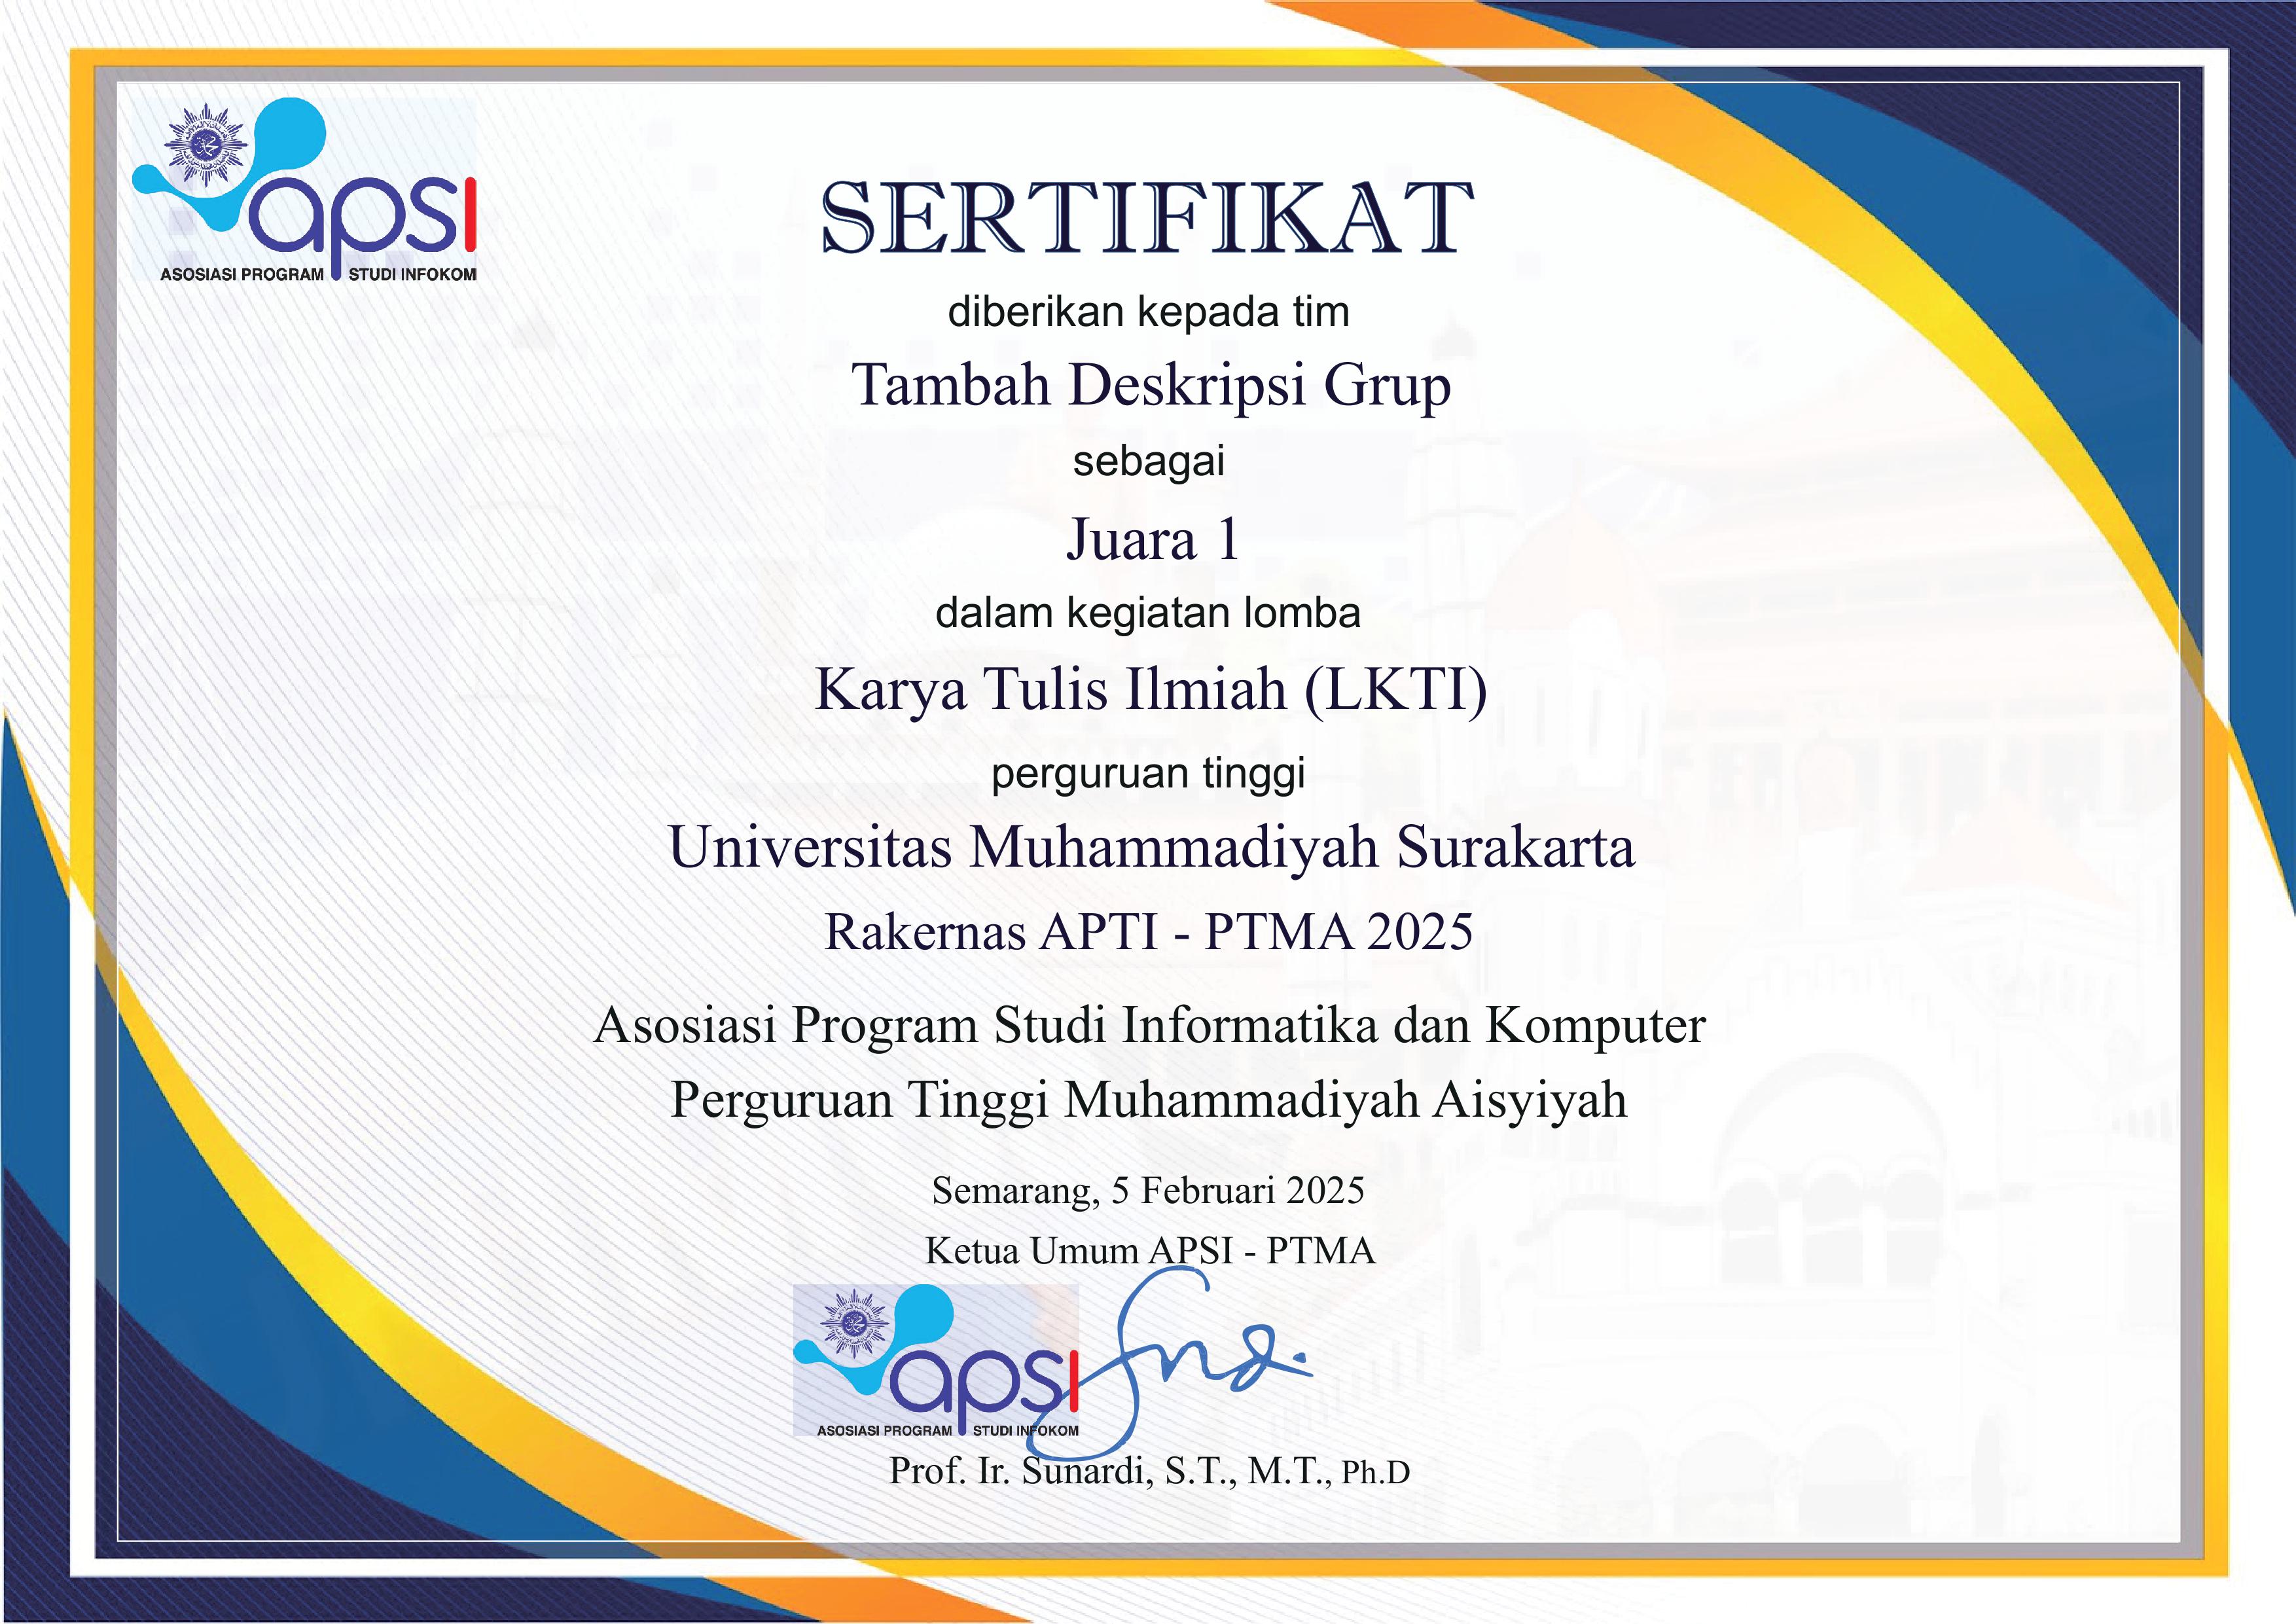 apsi
ASOSIASI PROGRAM STUDI INFOKOM
SERTIFIKAT
diberikan kepada tim
Tambah Deskripsi Grup
sebagai
Juara 1
dalam kegiatan lomba
Karya Tulis Ilmiah (LKTI)
perguruan tinggi
Universitas Muhammadiyah Surakarta
Rakernas APTI - PTMA 2025
Asosiasi Program Studi Informatika dan Komputer
Perguruan Tinggi Muhammadiyah Aisyiyah
Semarang, 5 Februari 2025
Ketua Umum APSI - PTMA
apsi
ASOSIASI PROGRAM STUDI INFOKOM
Prof. Ir. Sunardi, S.T., M.T., Ph.D